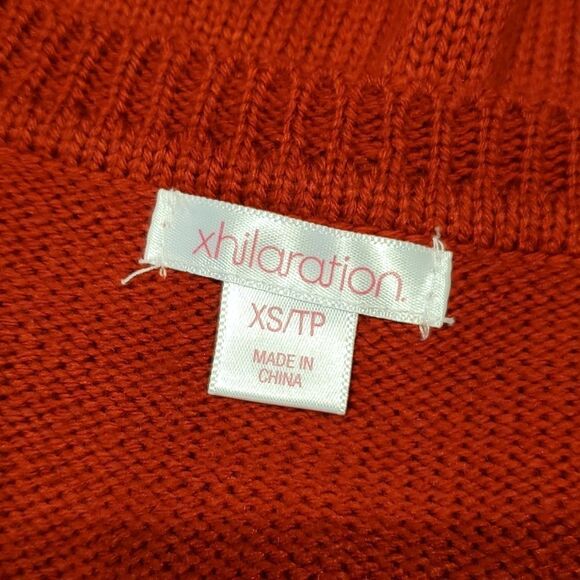 xhilaration.
XS/TP
MADE IN
CHINA